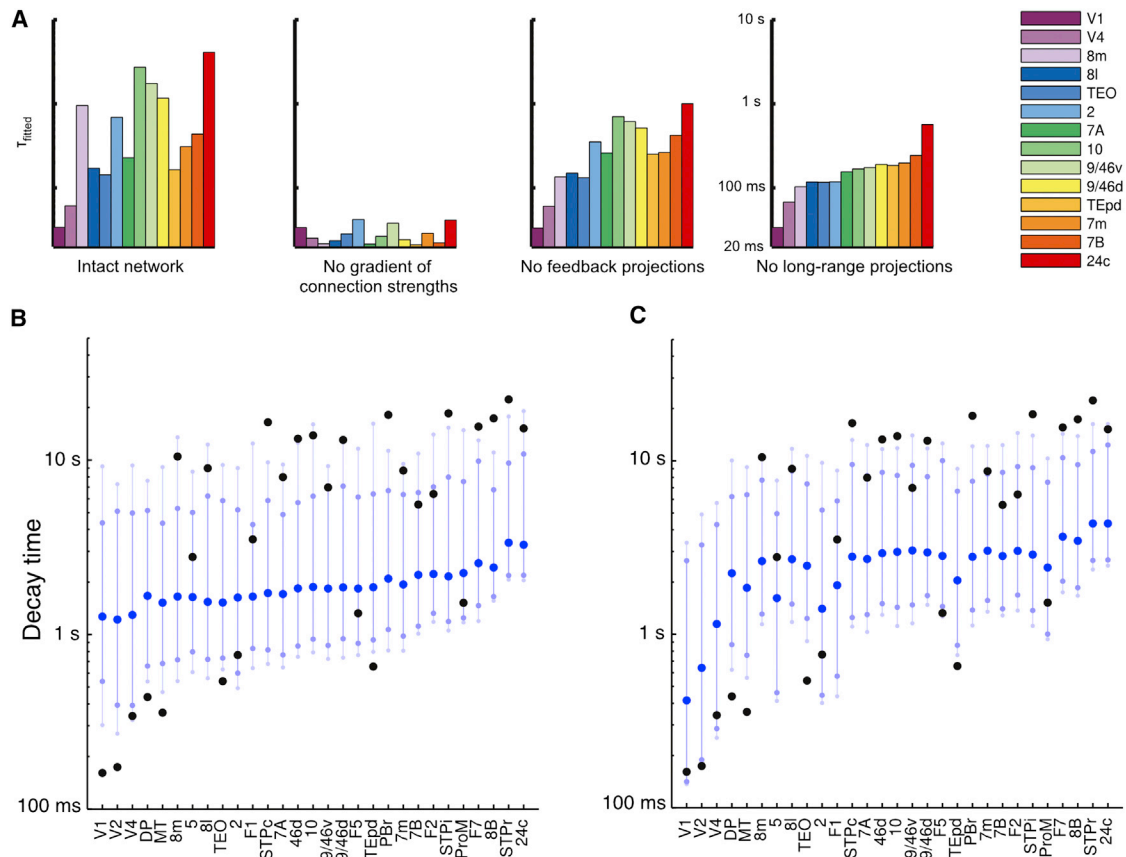 A
τfitted
Intact network
No gradient of
connection strengths
No feedback projections
No long-range projections
10 s
1 s
100 ms
20 ms
V1
V4
8m
8l
TEO
2
7A
10
9/46v
9/46d
TEpd
7m
7B
24c
B
Decay time
10 s
1 s
100 ms
V1
V2
V4
DP
MT
8m
5
8l
TEO
2
F1
STPc
7A
46d
10
9/46v
9/46d
F5
TEpd
PBr
7m
7B
F2
STPi
ProM
F7
8B
STPr
24c
C
10 s
1 s
100 ms
V1
V2
V4
DP
MT
8m
5
8l
TEO
2
F1
STPc
7A
46d
10
9/46v
9/46d
F5
TEpd
PBr
7m
7B
F2
STPi
ProM
F7
8B
STPr
24c